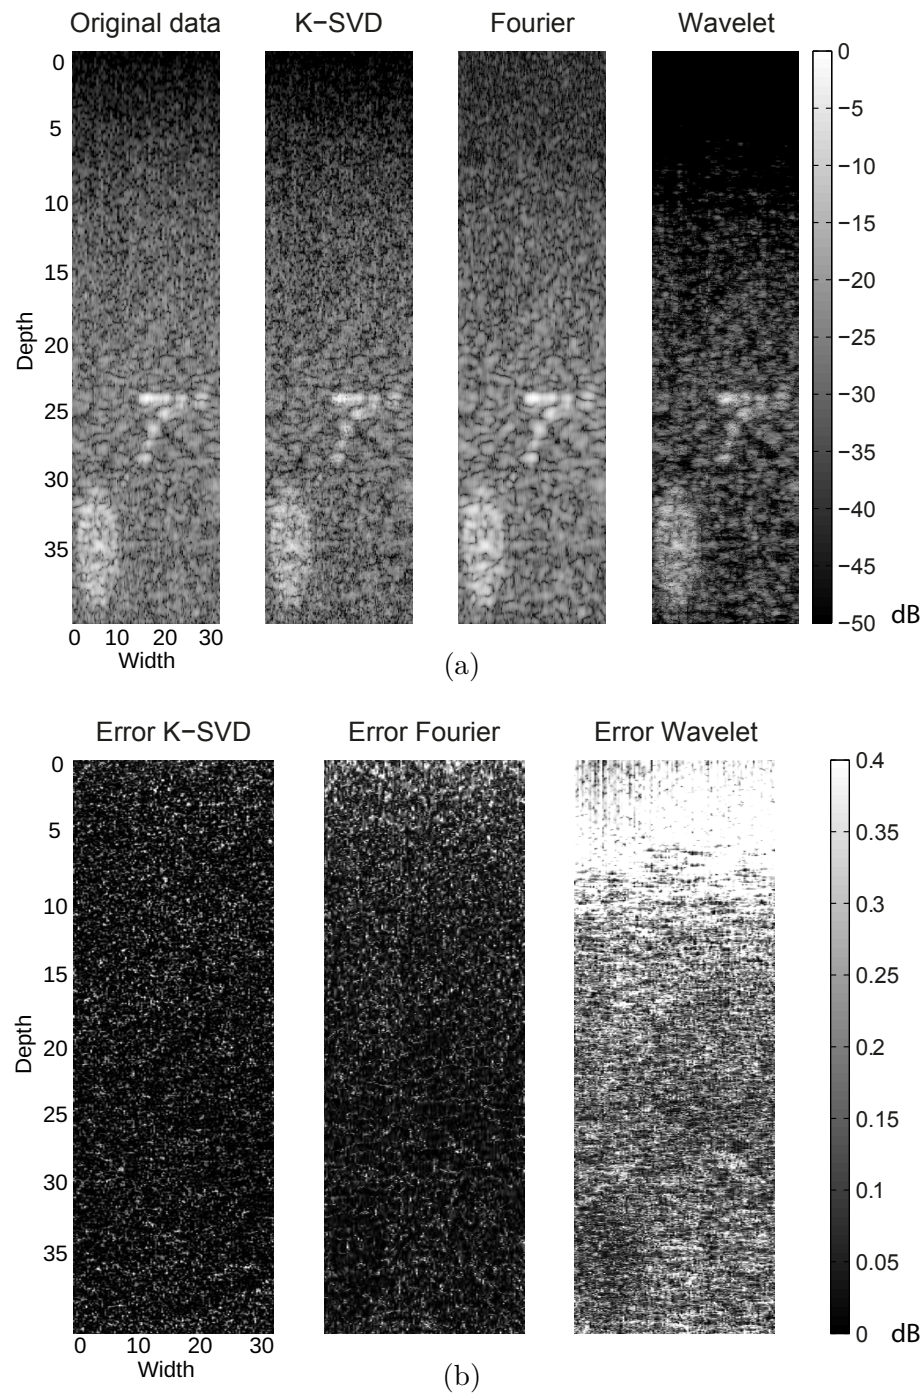 Original data K−SVD Fourier Wavelet
0 0
5 −5
10 −10
15 −15
20 −20
25 −25
30 −30
35 −35
−40
−45
−50 dB
Depth
0 10 20 30
Width
(a)
Error K−SVD Error Fourier Error Wavelet
0 0.4
5 0.35
10 0.3
15 0.25
20 0.2
25 0.15
30 0.1
35 0.05
0 dB
Depth
0 10 20 30
Width
(b)